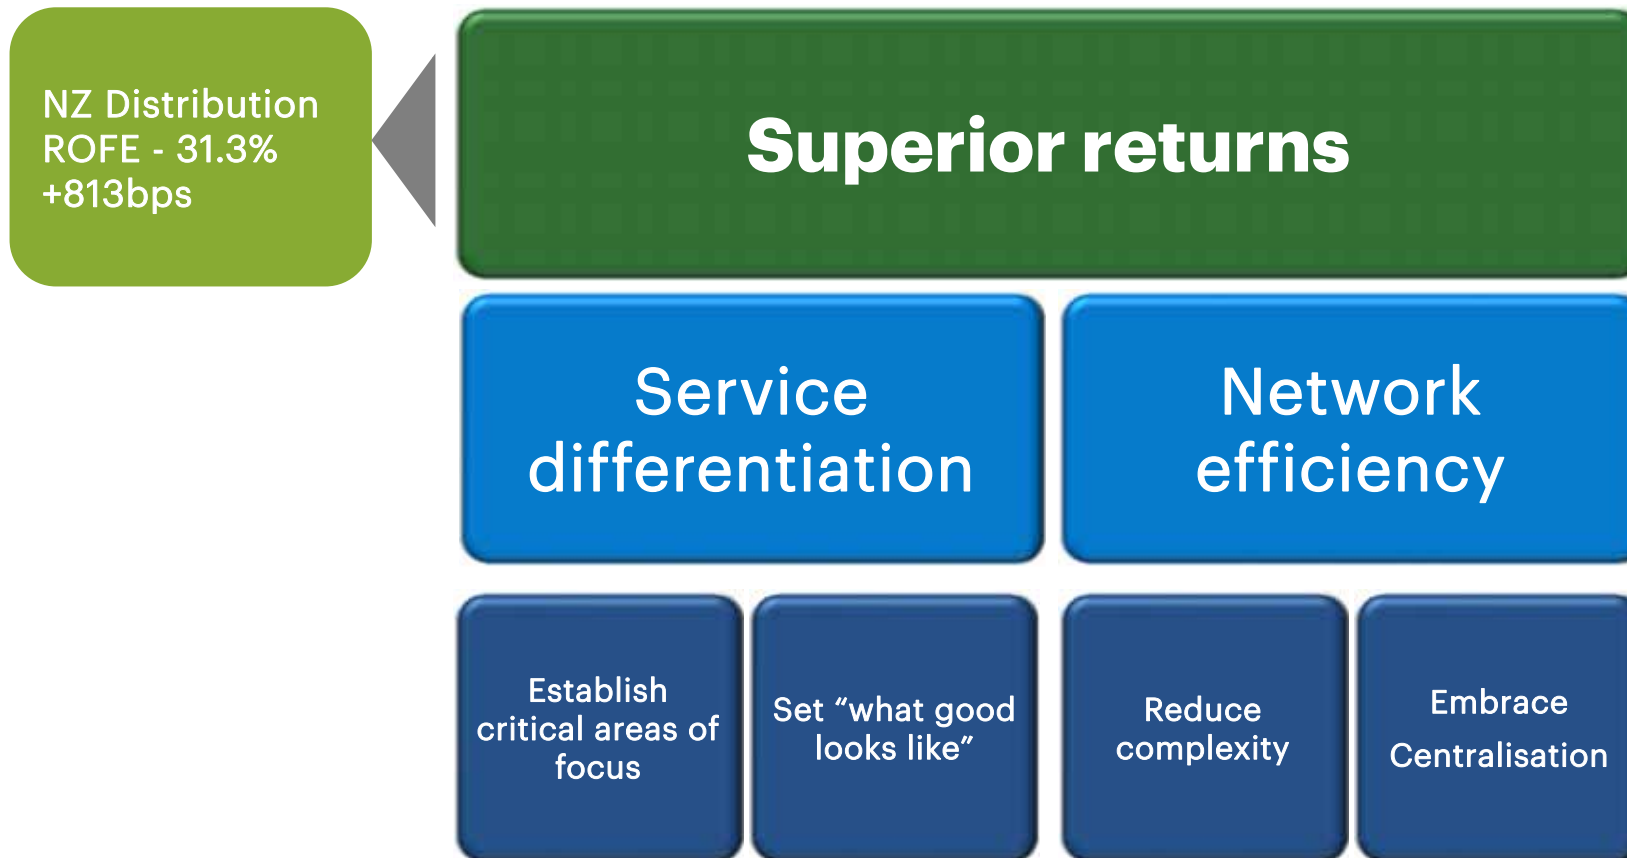 NZ Distribution
ROFE - 31.3%
+813bps
Superior returns
Service
differentiation
Network
efficiency
Establish
critical areas of
focus
Set “what good
looks like”
Reduce
complexity
Embrace
Centralisation